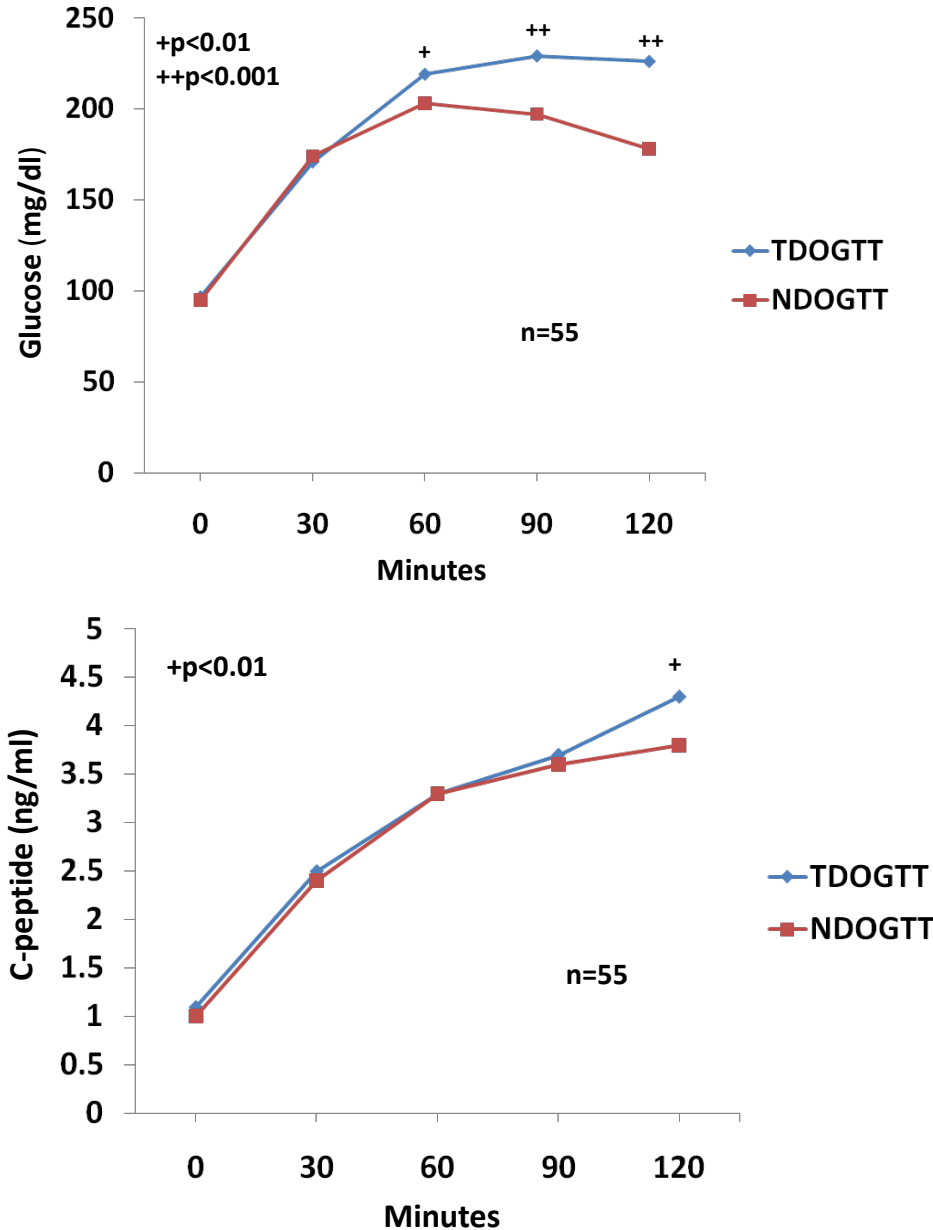 250
200
150
100
50
0
Glucose (mg/dl)
+p<0.01
++p<0.001
+
++
++
TDOGTT
NDOGTT
n=55
0 30 60 90 120
Minutes
5
4.5
4
3.5
3
2.5
2
1.5
1
0.5
0
C-peptide (ng/ml)
+p<0.01
+
TDOGTT
NDOGTT
n=55
0 30 60 90 120
Minutes